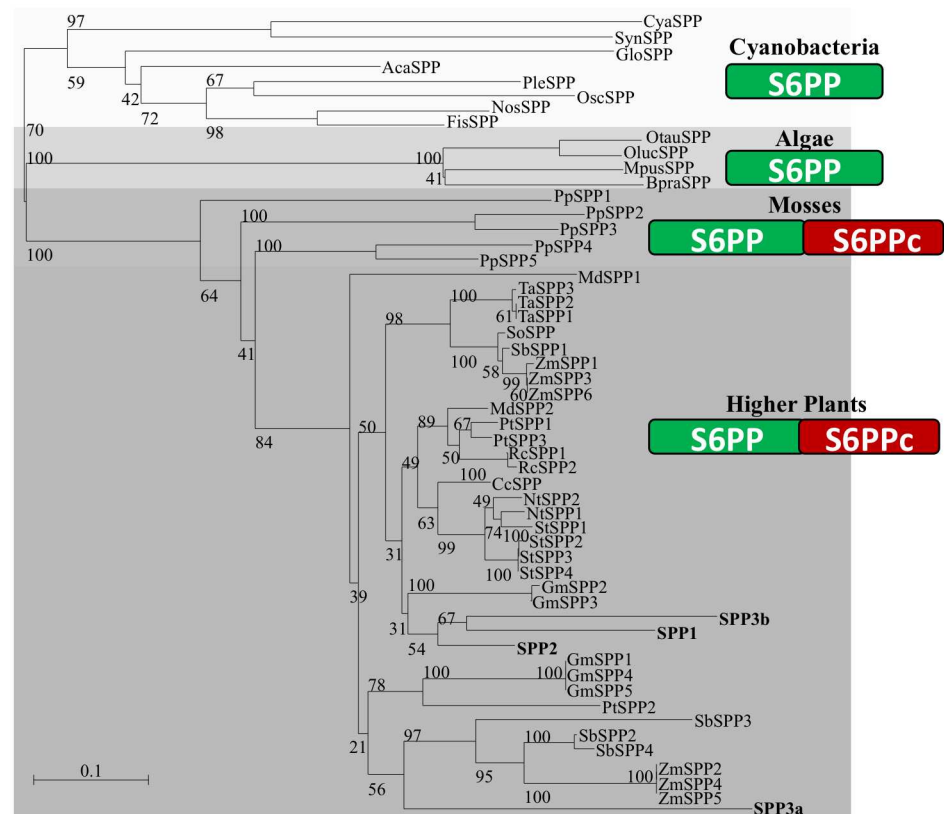 97
CyaSPP
SynSPP
GloSPP
Cyanobacteria
59
AcaSPP
S6PP
42
67
PleSPP
OscSPP
72
NosSPP
98
FisSPP
70
100
100
OtauSPP
Algae
OlucSPP
S6PP
41
MpusSPP
BpraSPP
PpSPP1
Mosses
100
PpSPP2
PpSPP3
S6PP S6PPc
100
PpSPP4
100
PpSPP5
64
MdSPP1
100
TaSPP3
TaSPP2
61
TaSPP1
98
SoSPP
41
100
SbSPP1
58
ZmSPP1
99
ZmSPP3
60
ZmSPP6
Higher Plants
MdSPP2
89
67
PtSPP1
84
50
PtSPP3
S6PP S6PPc
50
RcSPP1
49
RcSPP2
100
CcSPP
49
NtSPP2
63
NtSPP1
74
100
StSPP1
99
StSPP2
StSPP3
31
100
StSPP4
100
GmSPP2
39
GmSPP3
67
SPP3b
31
SPP1
54
SPP2
GmSPP1
100
100
GmSPP4
78
GmSPP5
PtSPP2
SbSPP3
97
100
SbSPP2
21
SbSPP4
0.1
95
ZmSPP2
100
ZmSPP4
56
100
ZmSPP5
SPP3a